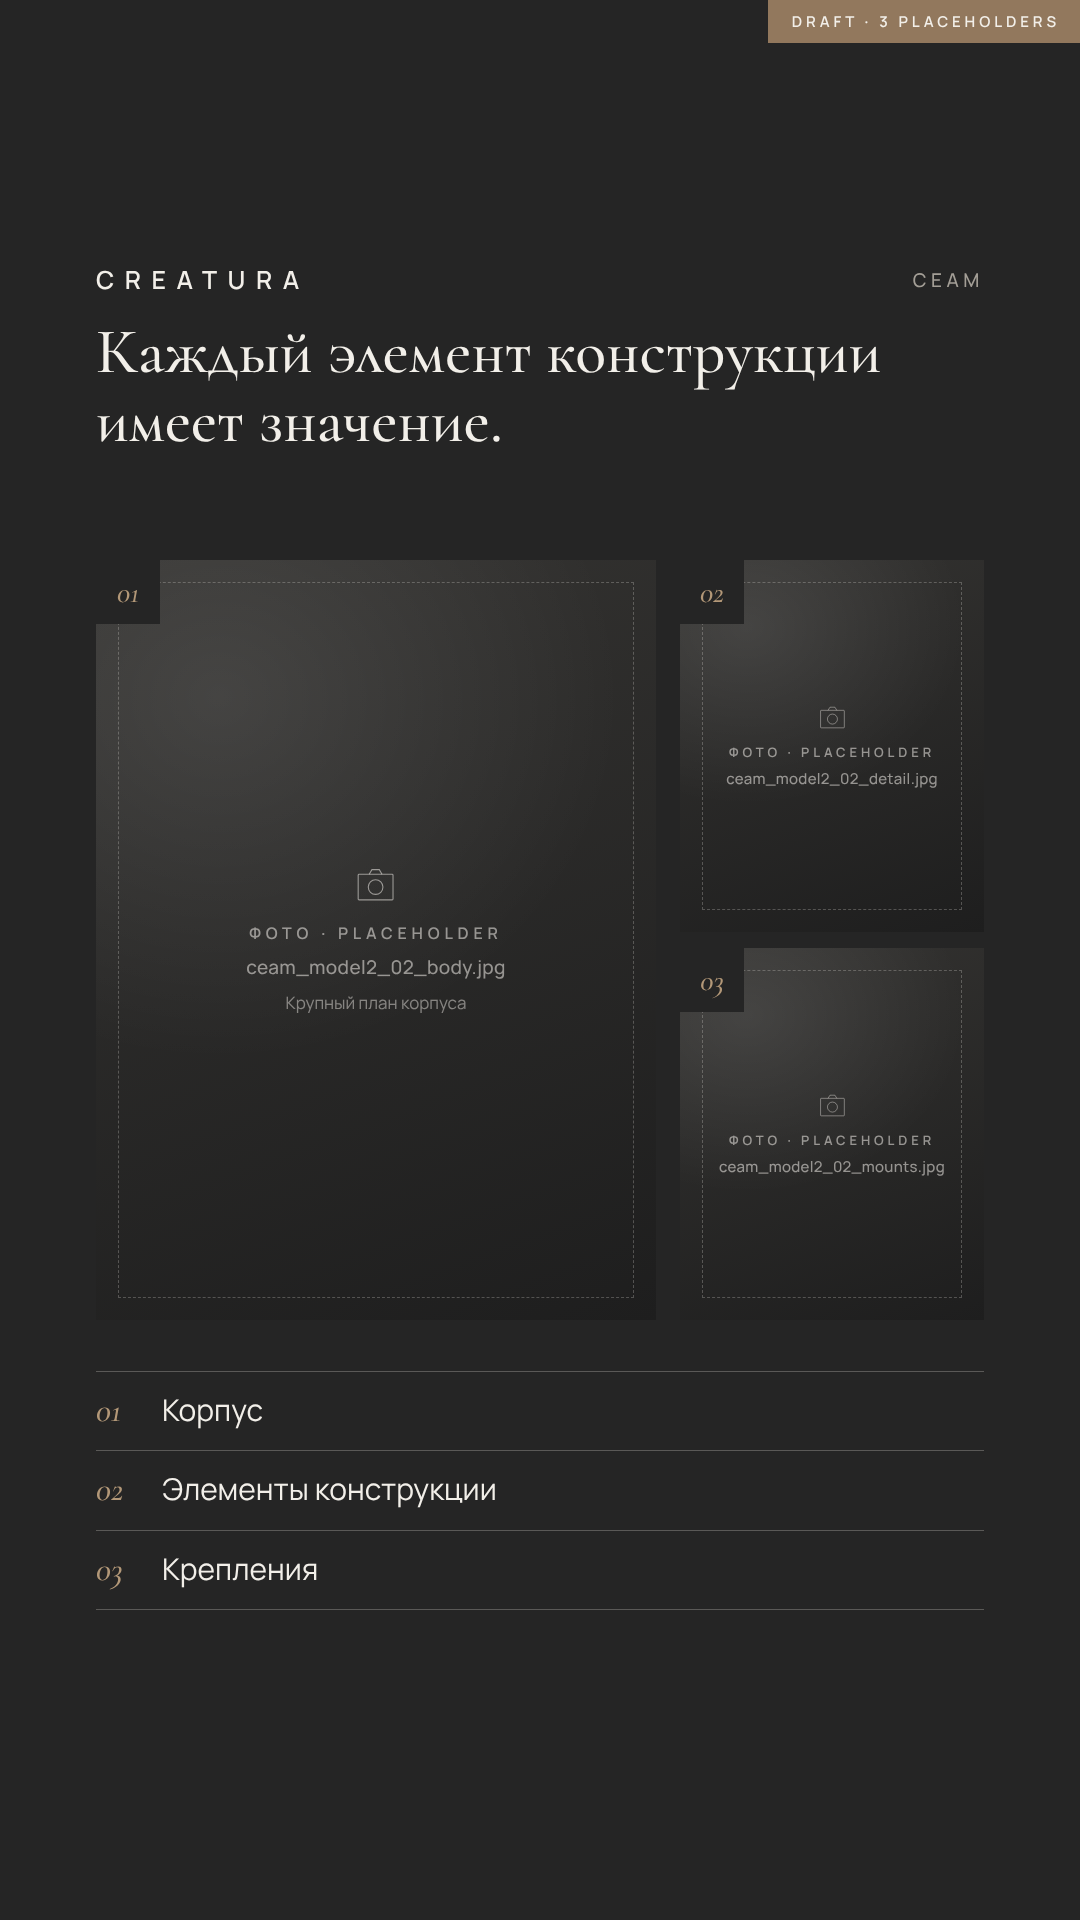 DRAFT · 3 PLACEHOLDERS
CREATURA
CEAM
Каждый элемент конструкции
имеет значение.
01
ФОТО · PLACEHOLDER
ceam_model2_02_body.jpg
Крупный план корпуса
02
ФОТО · PLACEHOLDER
ceam_model2_02_detail.jpg
03
ФОТО · PLACEHOLDER
ceam_model2_02_mounts.jpg
01 Корпус
02 Элементы конструкции
03 Крепления